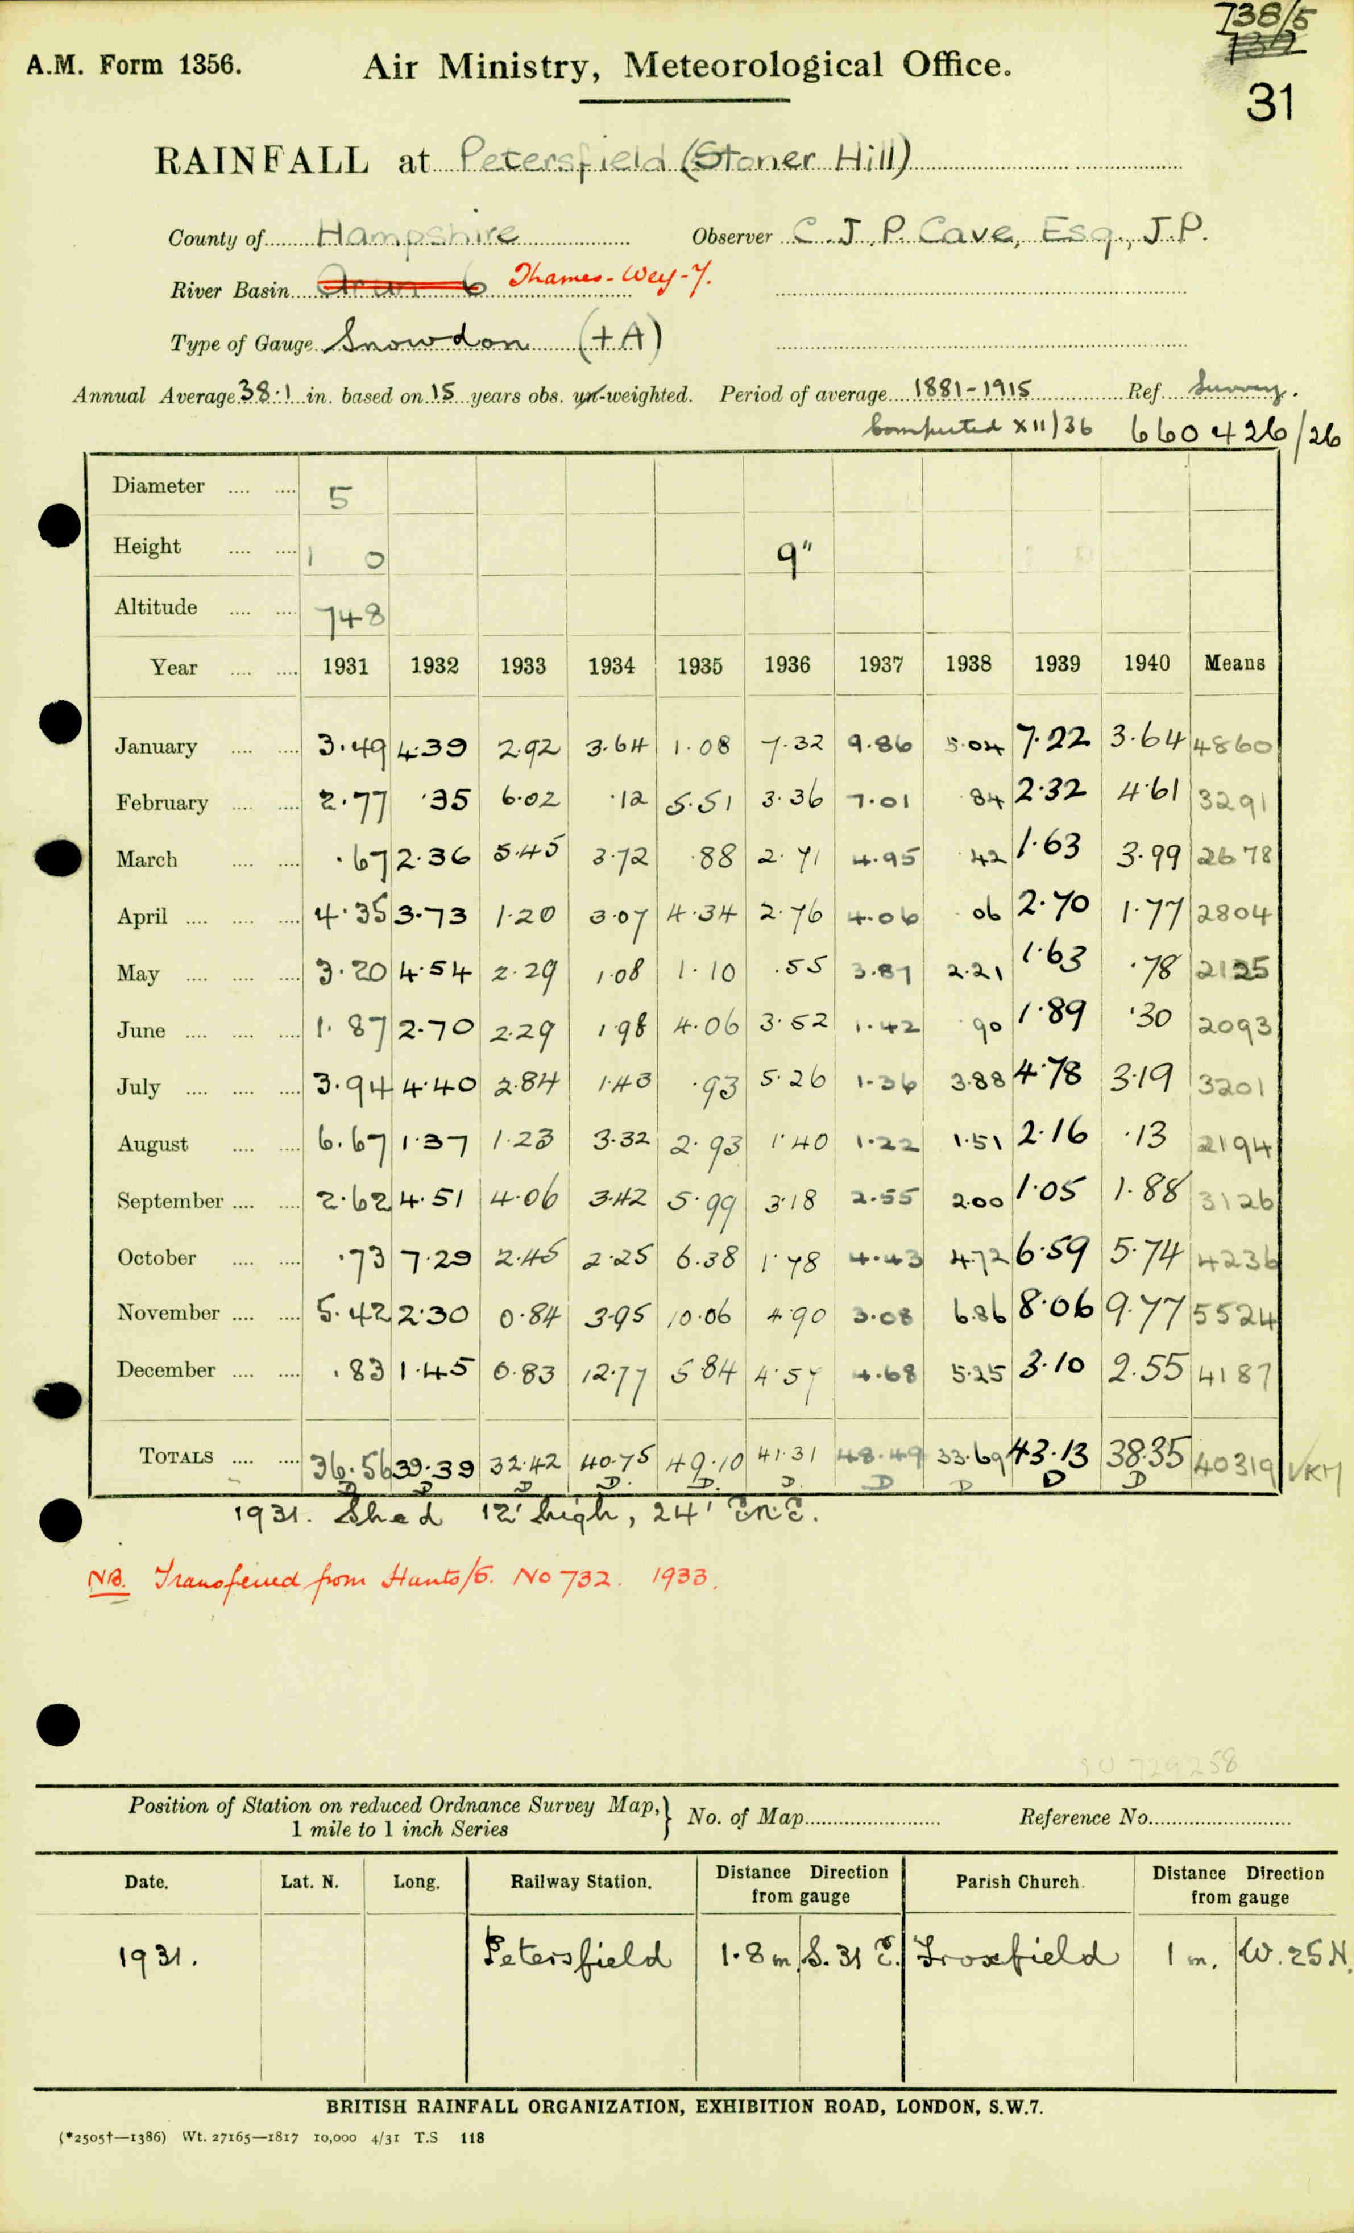 738/5
A.M. Form 1356.
Air Ministry, Meteorological Office.
31
RAINFALL at Petersfield (Stoner Hill)
County of Hampshire Observer C. J. P. Cave, Esq., J.P.
River Basin Arun 6 Thames-Wey-7.
Type of Gauge Snowdon (+A)
Annual Average 38.1 in. based on 15 years obs. un-weighted. Period of average 1881-1915 Ref. Survey.
Computed XII/36 660426/26
Diameter 5
Height 1 0 9"
Altitude 748
Year 1931 1932 1933 1934 1935 1936 1937 1938 1939 1940 Means
January 3.49 4.39 2.92 3.64 1.08 7.32 9.86 5.04 7.22 3.64 4860
February 2.77 .35 6.02 .12 5.51 3.36 7.01 .84 2.32 4.61 3291
March .67 2.36 5.45 3.72 .88 2.71 4.95 .42 1.63 3.99 2678
April 4.35 3.73 1.20 3.07 4.34 2.76 4.06 .06 2.70 1.77 2804
May 3.20 4.54 2.29 1.08 1.10 .55 3.87 2.21 1.63 .78 2125
June 1.87 2.70 2.29 1.98 4.06 3.52 1.42 .90 1.89 .30 2093
July 3.94 4.40 2.84 1.43 .93 5.26 1.36 3.88 4.78 3.19 3201
August 6.67 1.37 1.23 3.32 2.93 1.40 1.22 1.51 2.16 .13 2194
September 2.62 4.51 4.06 3.42 5.99 3.18 2.55 2.00 1.05 1.88 3126
October .73 7.29 2.45 2.25 6.38 1.78 4.43 4.72 6.59 5.74 4236
November 5.42 2.30 0.84 3.95 10.06 4.90 3.08 6.86 8.06 9.77 5524
December .83 1.45 0.83 12.77 5.84 4.57 4.68 5.25 3.10 2.55 4187
TOTALS 36.56 39.39 32.42 40.75 49.10 41.31 48.49 33.69 43.13 38.35 40319 VKM
D D D D. D. D. D D D D
1931. Shed 12' high, 24' E.N.E.
NB. Transferred from Hants/5. No 732. 1933.
SU 729258
Position of Station on reduced Ordnance Survey Map, 1 mile to 1 inch Series } No. of Map Reference No.
Date. Lat. N. Long. Railway Station. Distance Direction from gauge Parish Church. Distance Direction from gauge
1931. Petersfield 1.8 m. S. 31 E. Froxfield 1 m. W. 25 N.
BRITISH RAINFALL ORGANIZATION, EXHIBITION ROAD, LONDON, S.W.7.
(*2505†—1386) Wt. 27165—1817 10,000 4/31 T.S 118